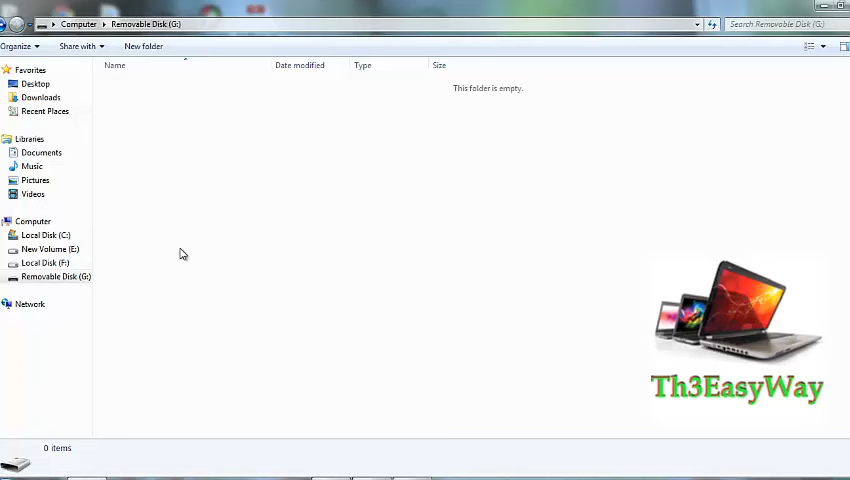 Computer Removable Disk (G:)
Search Removable Disk (G:)
Organize Share with New folder
Name Date modified Type Size
This folder is empty.
Favorites
Desktop
Downloads
Recent Places
Libraries
Documents
Music
Pictures
Videos
Computer
Local Disk (C:)
New Volume (E:)
Local Disk (F:)
Removable Disk (G:)
Network
Th3EasyWay
0 items